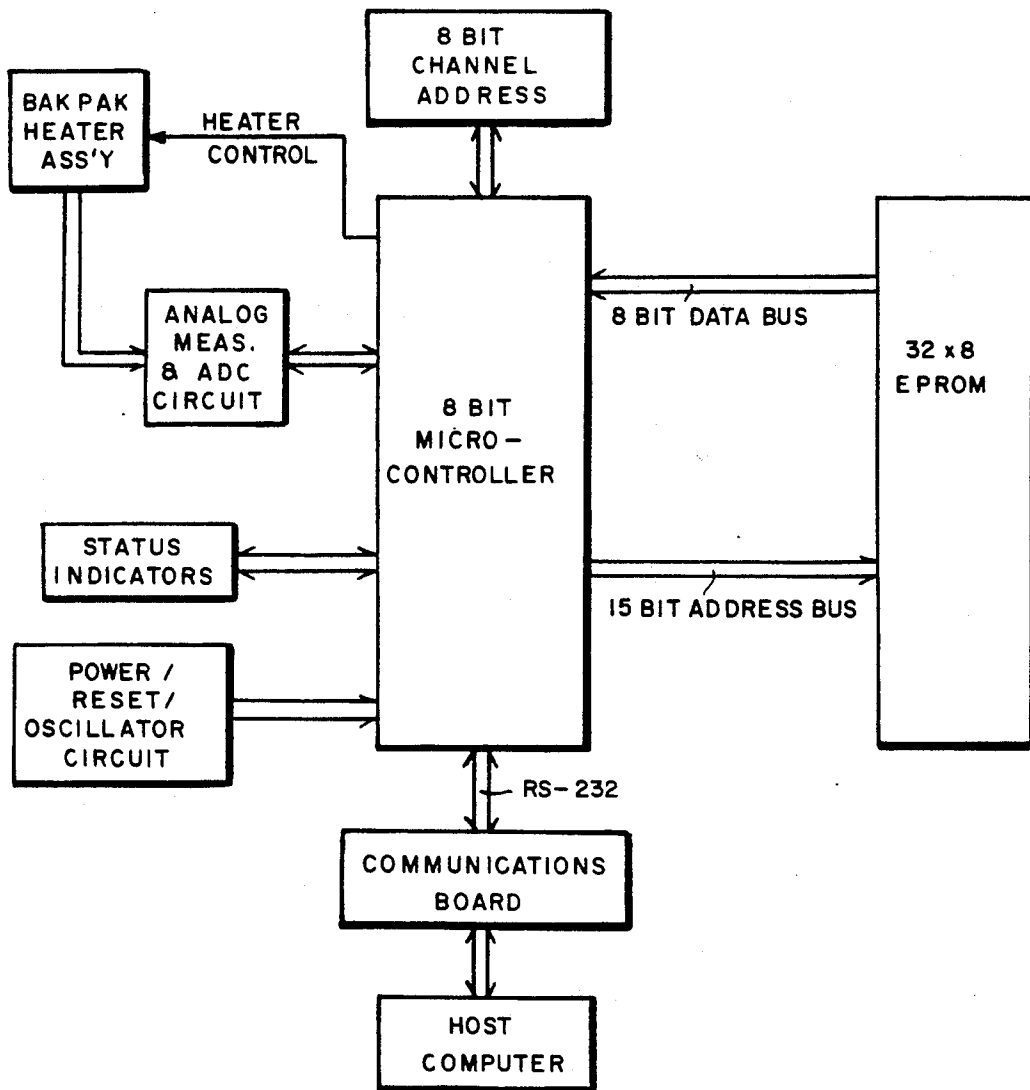 8 BIT
CHANNEL
ADDRESS
BAK PAK
HEATER
ASS'Y
HEATER
CONTROL
ANALOG
MEAS.
& ADC
CIRCUIT
8 BIT DATA BUS
32 x 8
EPROM
8 BIT
MICRO-
CONTROLLER
STATUS
INDICATORS
15 BIT ADDRESS BUS
POWER /
RESET/
OSCILLATOR
CIRCUIT
RS-232
COMMUNICATIONS
BOARD
HOST
COMPUTER